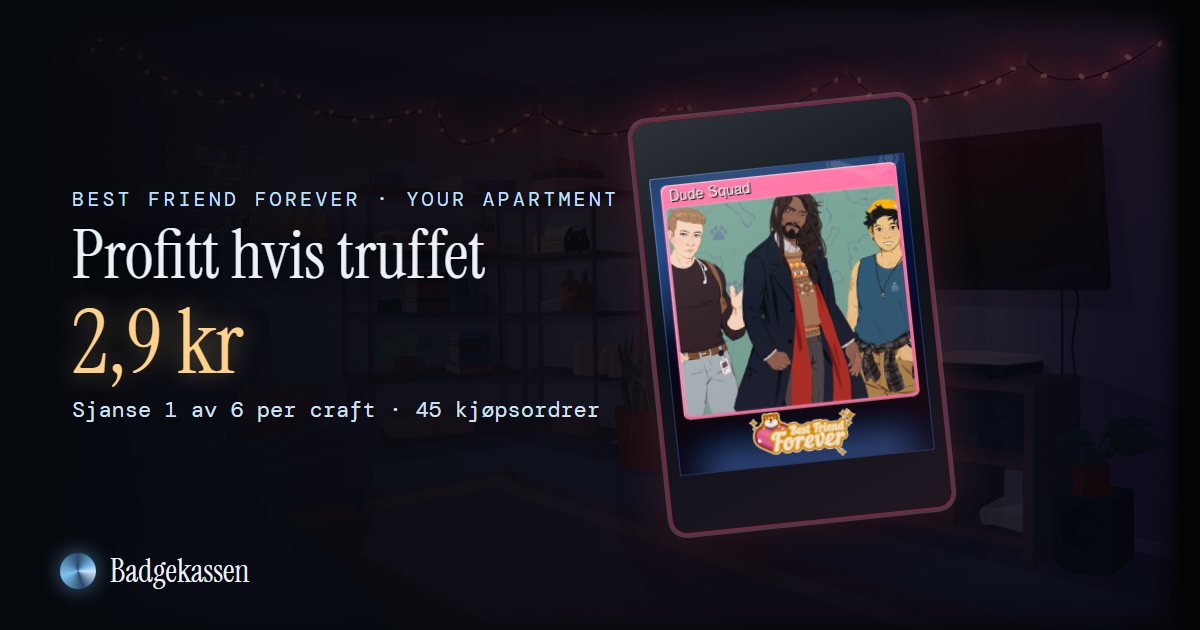 BEST FRIEND FOREVER · YOUR APARTMENT
Profitt hvis truffet
2,9 kr
Sjanse 1 av 6 per craft · 45 kjøpsordrer
Badgekassen
Dude Squad
Best Friend
Forever